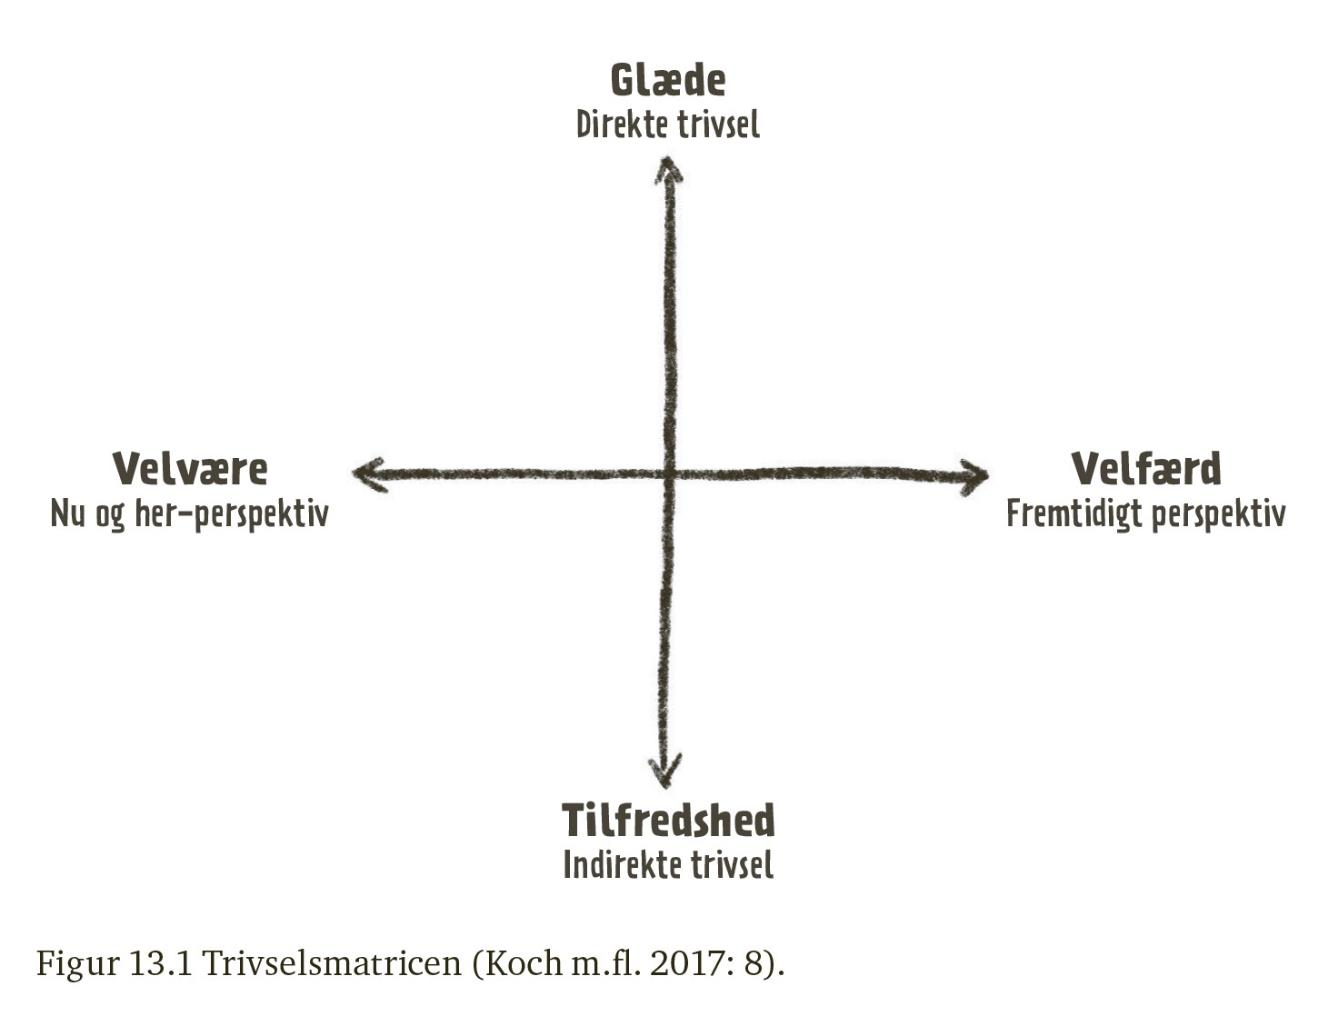 Glæde
Direkte trivsel
Velvære
Nu og her-perspektiv
Velfærd
Fremtidigt perspektiv
Tilfredshed
Indirekte trivsel
Figur 13.1 Trivselsmatricen (Koch m.fl. 2017: 8).